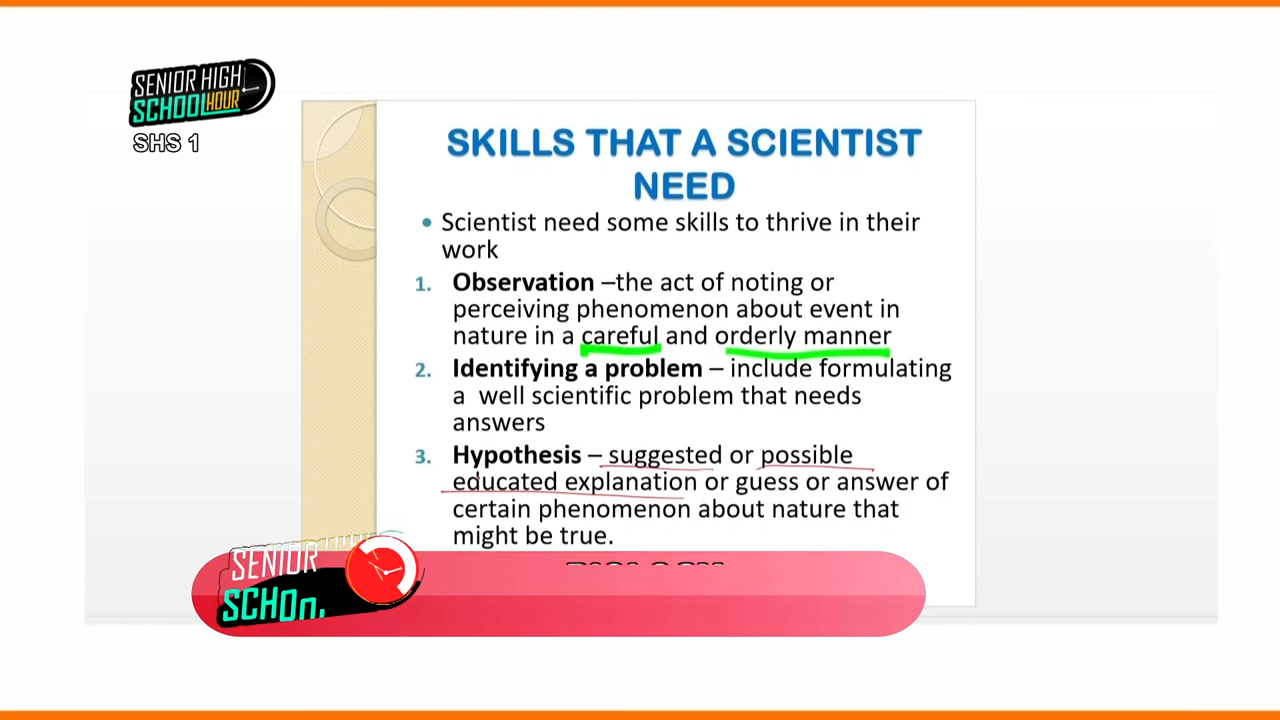 SENIOR HIGH
SCHOOL HOUR
SHS 1
SKILLS THAT A SCIENTIST
NEED
• Scientist need some skills to thrive in their
work
1. Observation –the act of noting or
perceiving phenomenon about event in
nature in a careful and orderly manner
2. Identifying a problem – include formulating
a well scientific problem that needs
answers
3. Hypothesis – suggested or possible
educated explanation or guess or answer of
certain phenomenon about nature that
might be true.
SENIOR